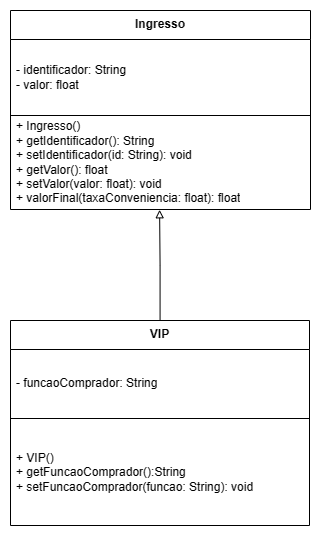 Ingresso
- identificador: String
- valor: float
+ Ingresso()
+ getIdentificador(): String
+ setIdentificador(id: String): void
+ getValor(): float
+ setValor(valor: float): void
+ valorFinal(taxaConveniencia: float): float
VIP
- funcaoComprador: String
+ VIP()
+ getFuncaoComprador():String
+ setFuncaoComprador(funcao: String): void